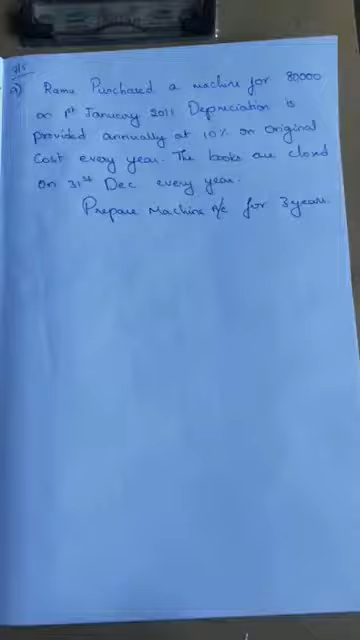 a) Ramu Purchased a machine for 80000
on 1st January 2011 Depreciation is
provided annually at 10% on original
Cost every year. The books are closed
on 31st Dec every year.
Prepare Machine A/c for 3 years.